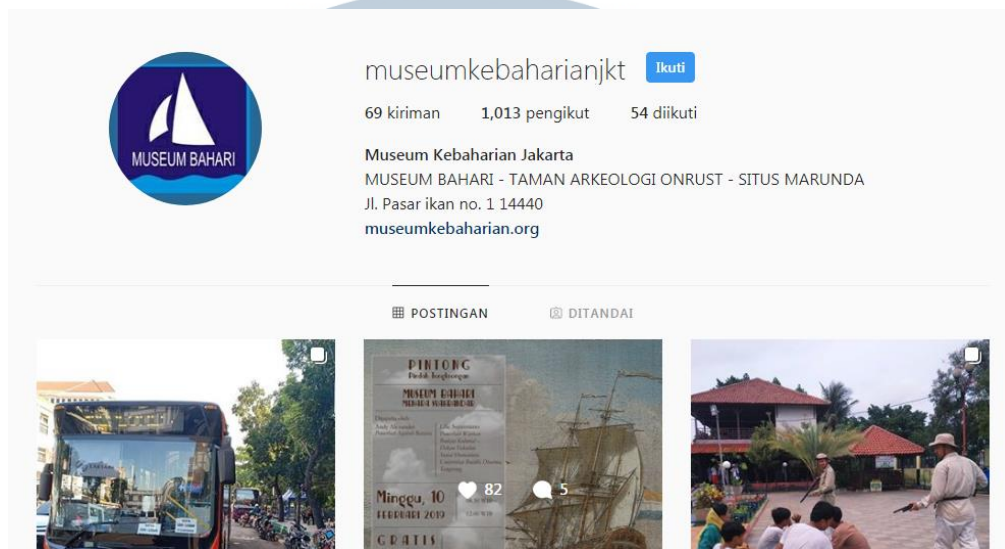 museumkebaharianjkt Ikuti
69 kiriman 1,013 pengikut 54 diikuti
MUSEUM BAHARI
Museum Kebaharian Jakarta
MUSEUM BAHARI - TAMAN ARKEOLOGI ONRUST - SITUS MARUNDA
Jl. Pasar ikan no. 1 14440
museumkebaharian.org
POSTINGAN DITANDAI
PINTONG
MUSEUM BAHARI
82 5
Minggu, 10
FEBRUARI 2019
GRATIS